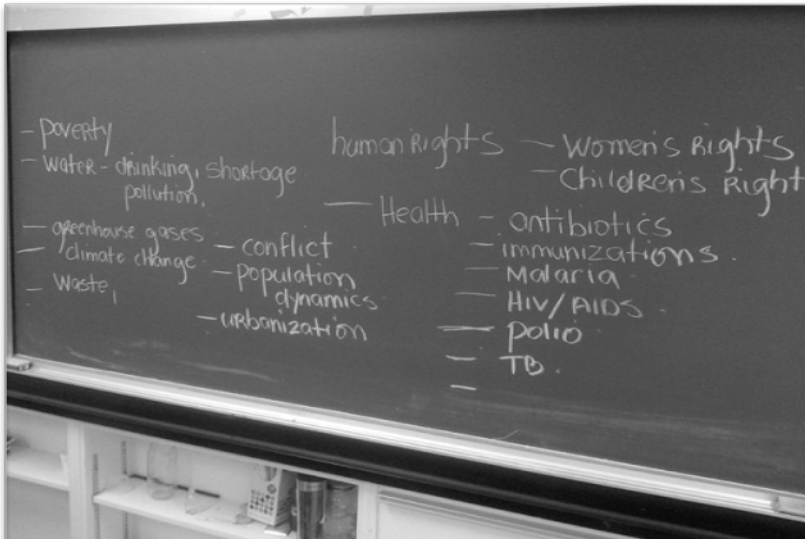 - poverty
- water - drinking, shortage
pollution,
- greenhouse gases
- climate change
- waste,
- conflict
- population
dynamics
- urbanization
human Rights - Women's Rights
- Children's Right
- Health - antibiotics
- immunizations.
- Malaria
- HIV/AIDS
- polio
- TB.
-